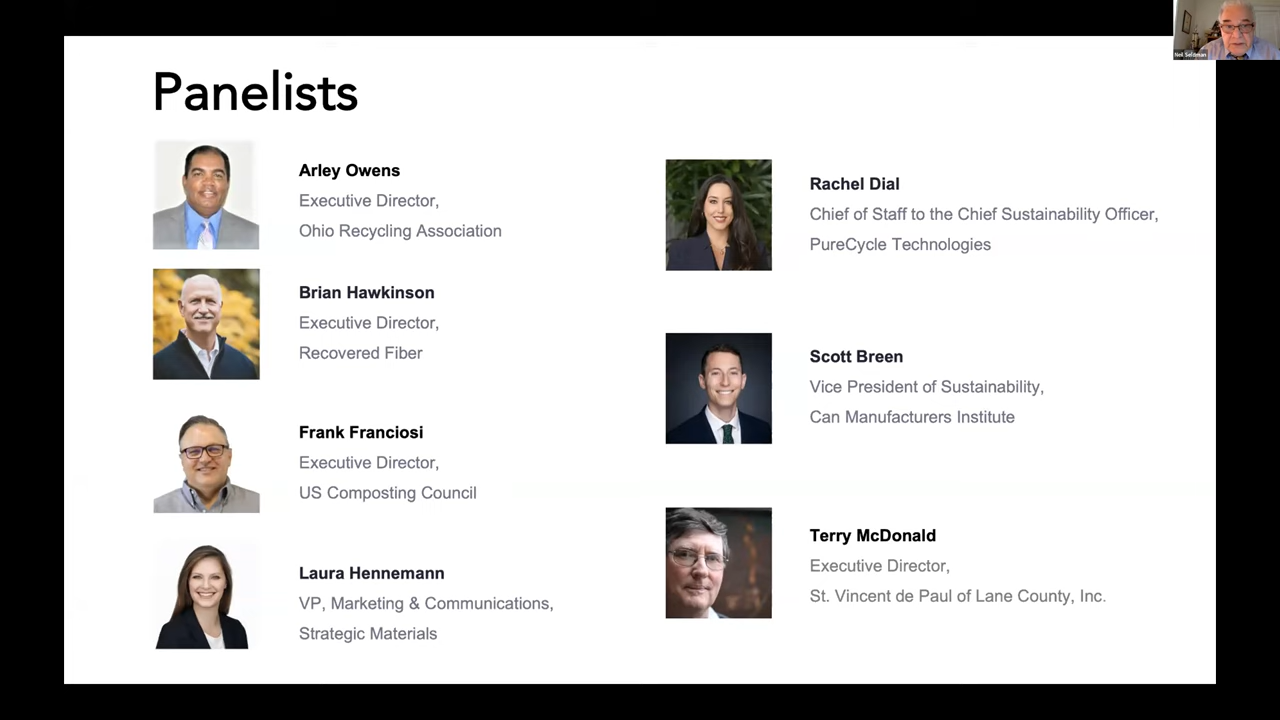 Panelists
Arley Owens
Executive Director,
Ohio Recycling Association
Brian Hawkinson
Executive Director,
Recovered Fiber
Frank Franciosi
Executive Director,
US Composting Council
Laura Hennemann
VP, Marketing & Communications,
Strategic Materials
Rachel Dial
Chief of Staff to the Chief Sustainability Officer,
PureCycle Technologies
Scott Breen
Vice President of Sustainability,
Can Manufacturers Institute
Terry McDonald
Executive Director,
St. Vincent de Paul of Lane County, Inc.
Neil Seldman